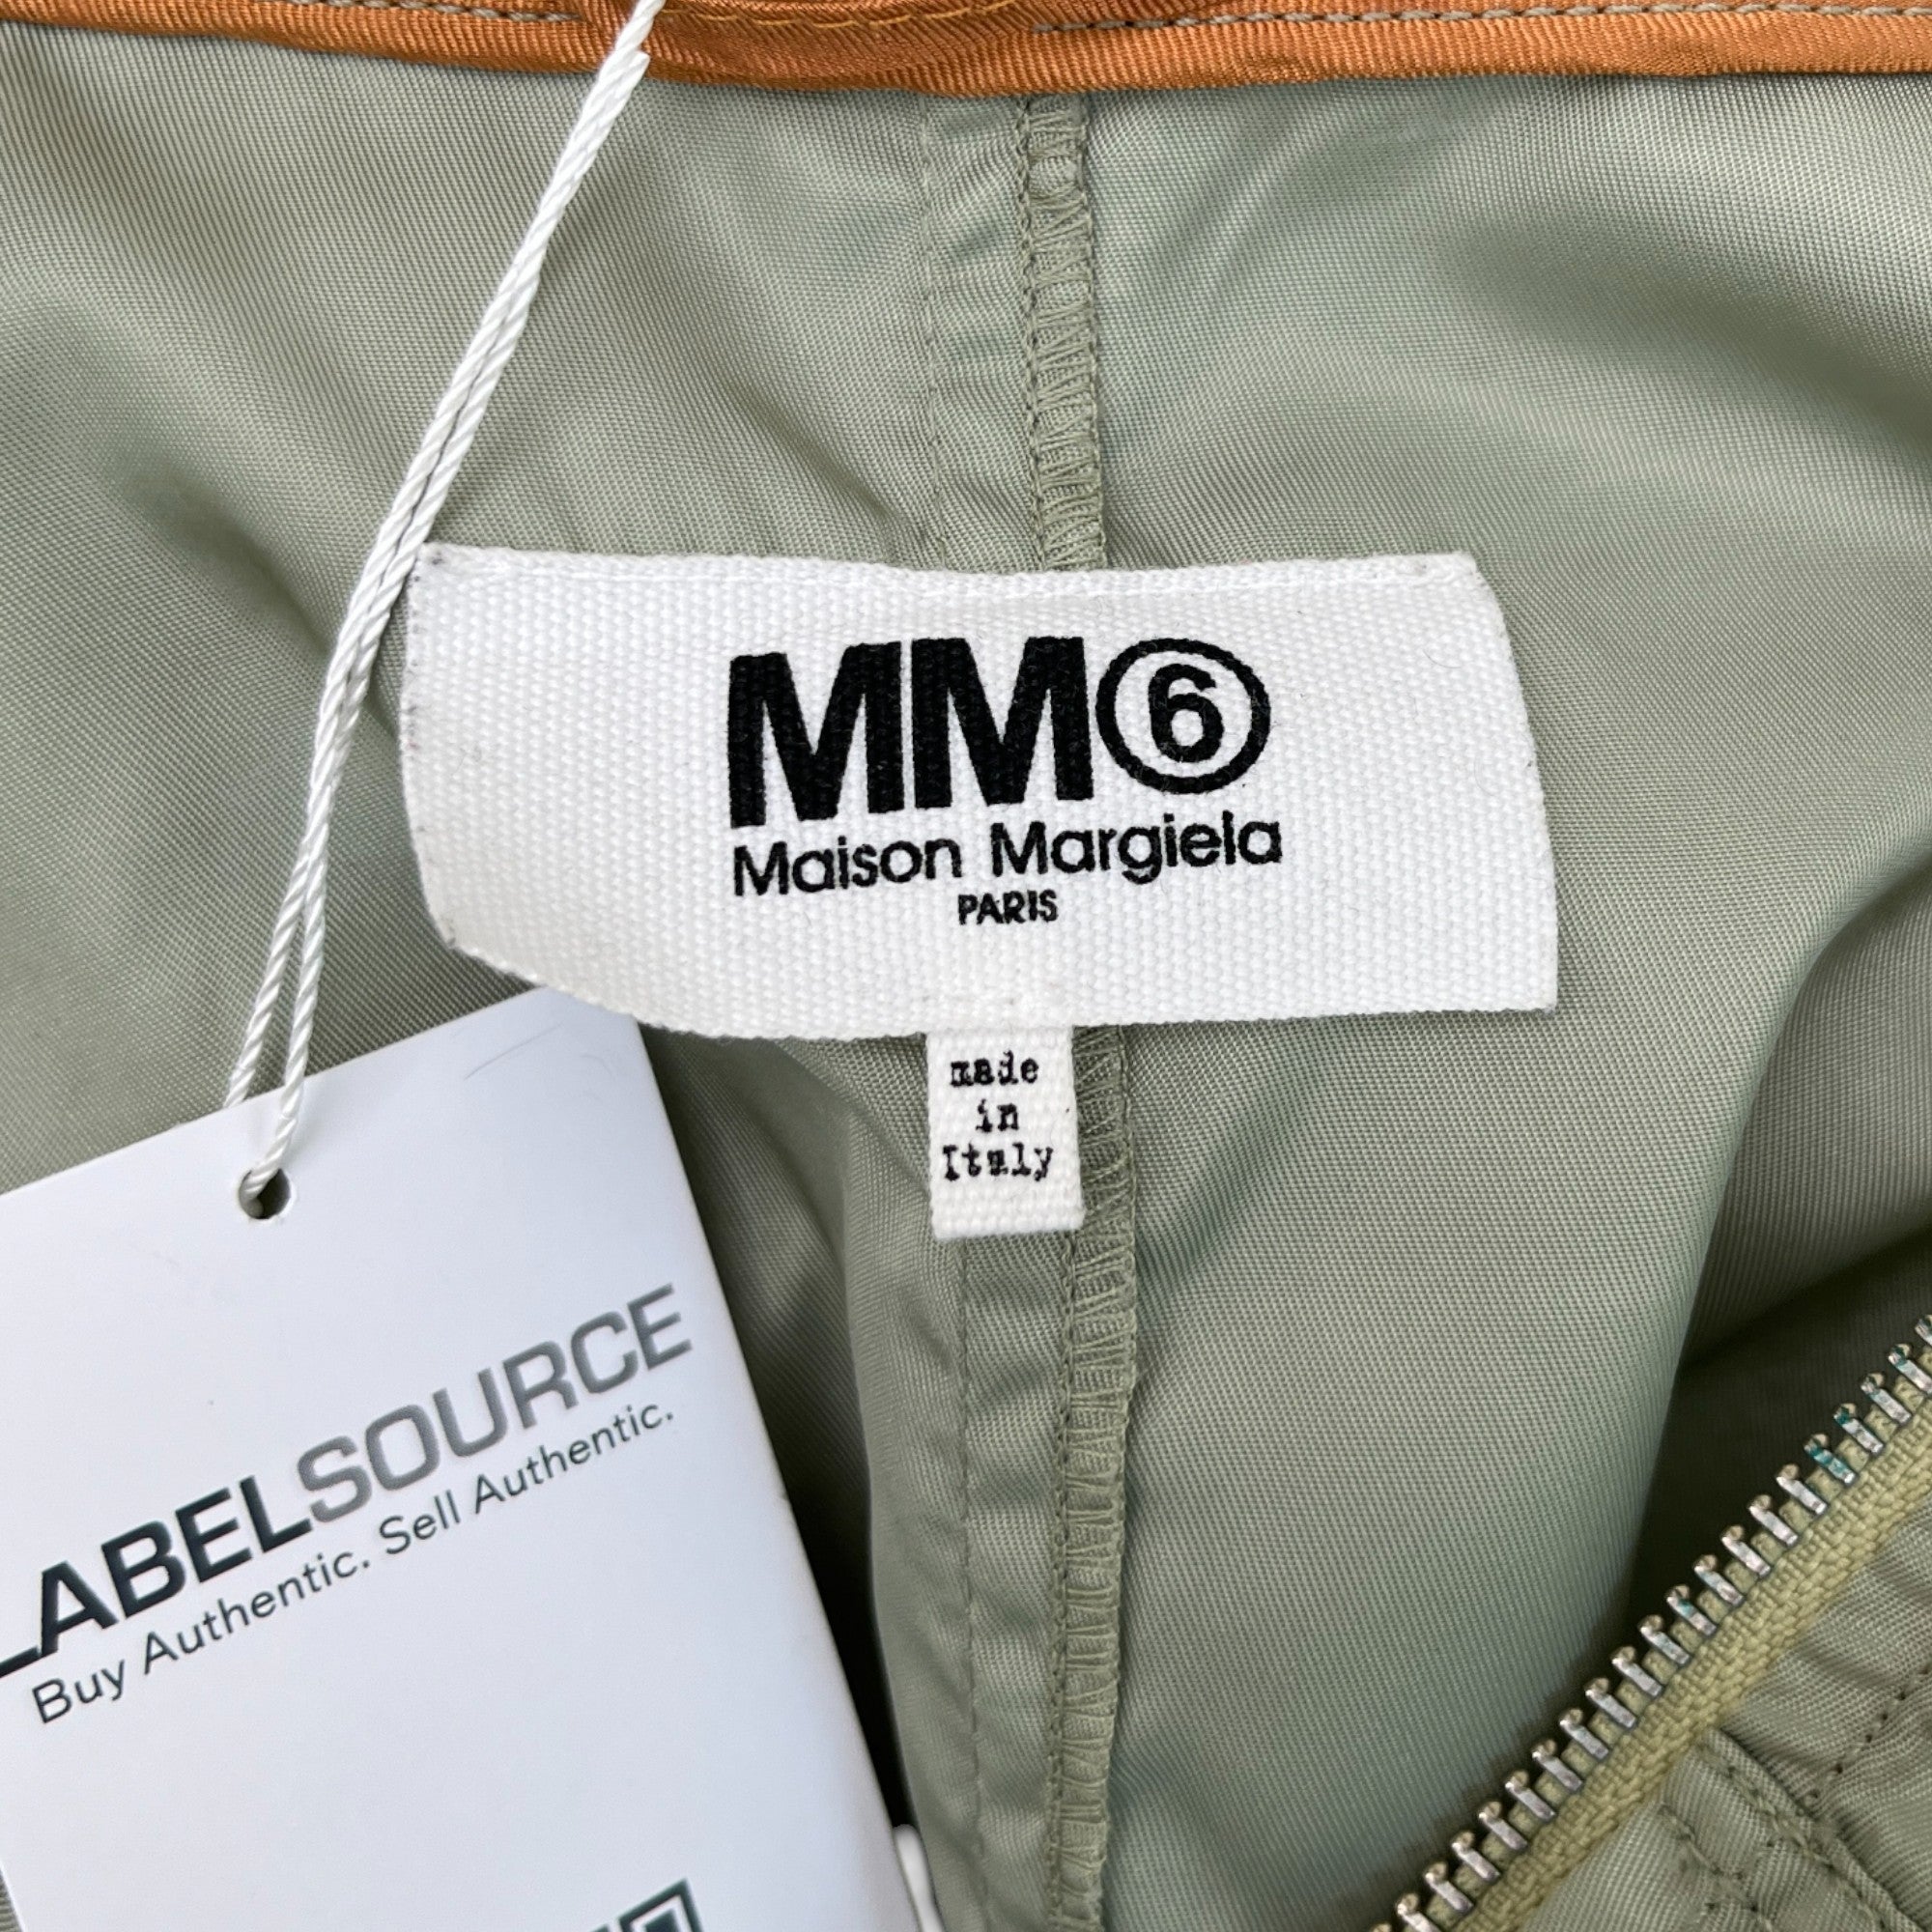 MM⑥
Maison Margiela
PARIS
made
in
Italy
LABELSOURCE
Buy Authentic. Sell Authentic.